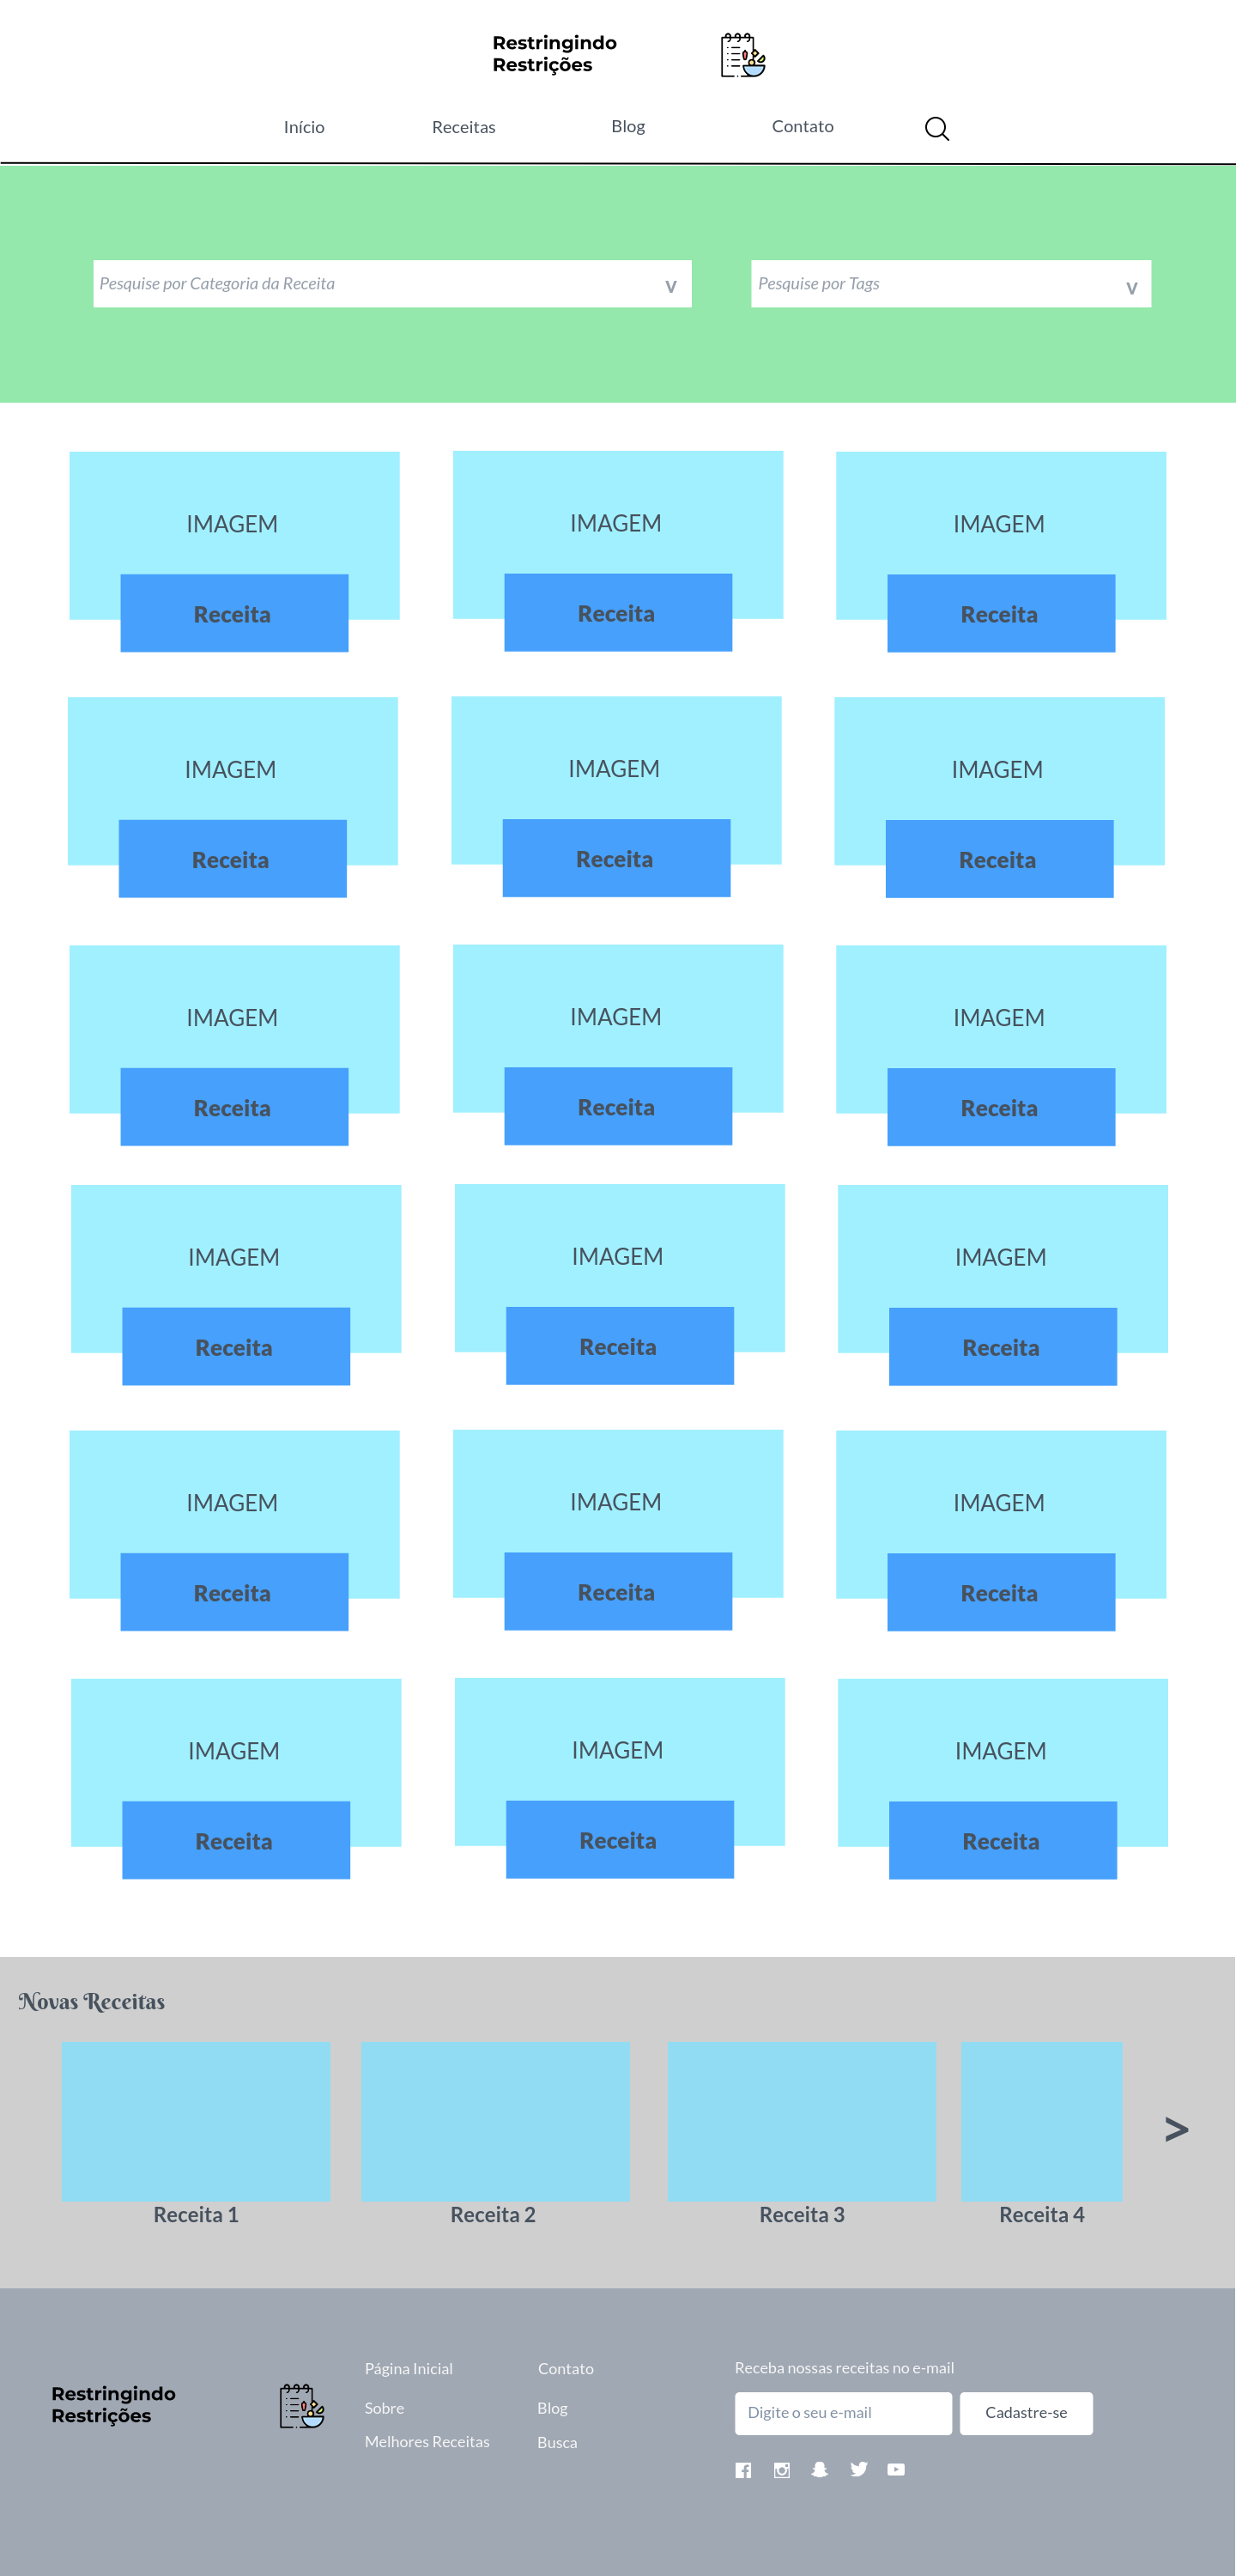 Restringindo
Restrições
Início Receitas Blog Contato
Pesquise por Categoria da Receita V Pesquise por Tags V
IMAGEM IMAGEM IMAGEM
Receita Receita Receita
IMAGEM IMAGEM IMAGEM
Receita Receita Receita
IMAGEM IMAGEM IMAGEM
Receita Receita Receita
IMAGEM IMAGEM IMAGEM
Receita Receita Receita
IMAGEM IMAGEM IMAGEM
Receita Receita Receita
IMAGEM IMAGEM IMAGEM
Receita Receita Receita
Novas Receitas
>
Receita 1 Receita 2 Receita 3 Receita 4
Restringindo
Restrições
Página Inicial
Sobre
Melhores Receitas
Contato
Blog
Busca
Receba nossas receitas no e-mail
Digite o seu e-mail Cadastre-se